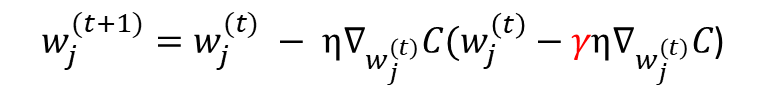 w_j^{(t+1)} = w_j^{(t)} − η∇_{w_j^{(t)}} C(w_j^{(t)} − γη∇_{w_j^{(t)}} C)